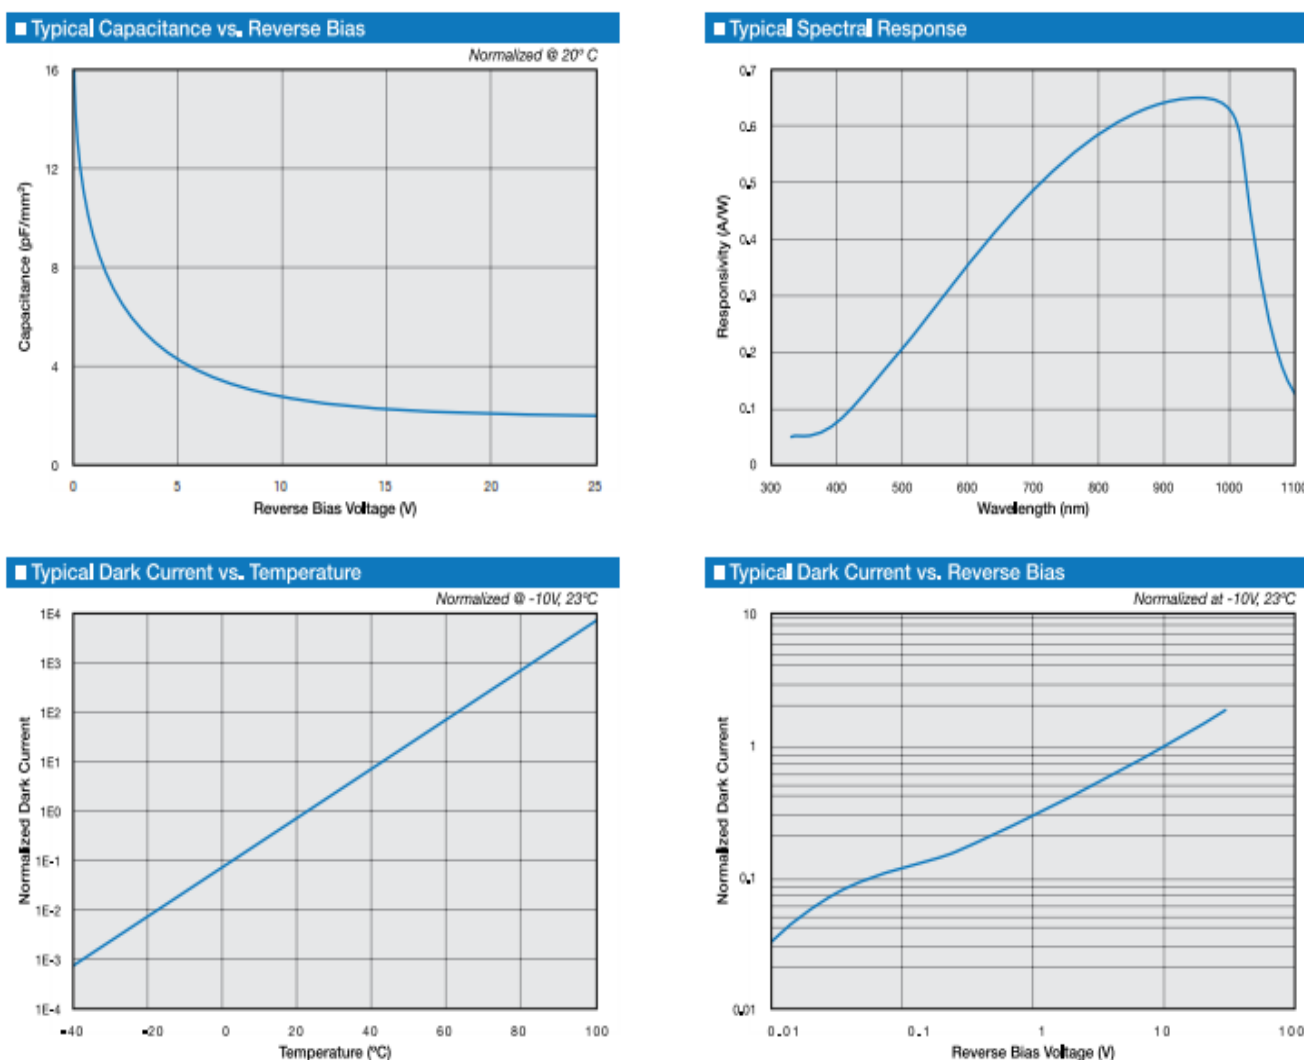 Typical Capacitance vs. Reverse Bias
Normalized @ 20° C
16
12
8
4
0
Capacitance (pF/mm²)
0 5 10 15 20 25
Reverse Bias Voltage (V)
Typical Spectral Response
0.7
0.6
0.5
0.4
0.3
0.2
0.1
0
Responsivity (A/W)
300 400 500 600 700 800 900 1000 1100
Wavelength (nm)
Typical Dark Current vs. Temperature
Normalized @ -10V, 23°C
1E4
1E3
1E2
1E1
1E0
1E-1
1E-2
1E-3
1E-4
Normalized Dark Current
-40 -20 0 20 40 60 80 100
Temperature (°C)
Typical Dark Current vs. Reverse Bias
Normalized at -10V, 23°C
10
1
0.1
0.01
Normalized Dark Current
0.01 0.1 1 10 100
Reverse Bias Voltage (V)